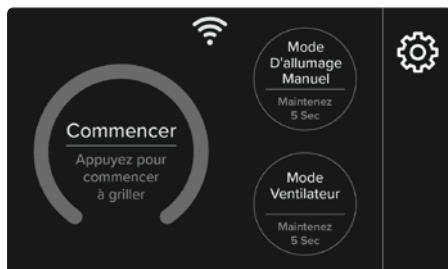 Commencer
Appuyez pour
commencer
à griller
Mode
D'allumage
Manuel
Maintenez
5 Sec
Mode
Ventilateur
Maintenez
5 Sec